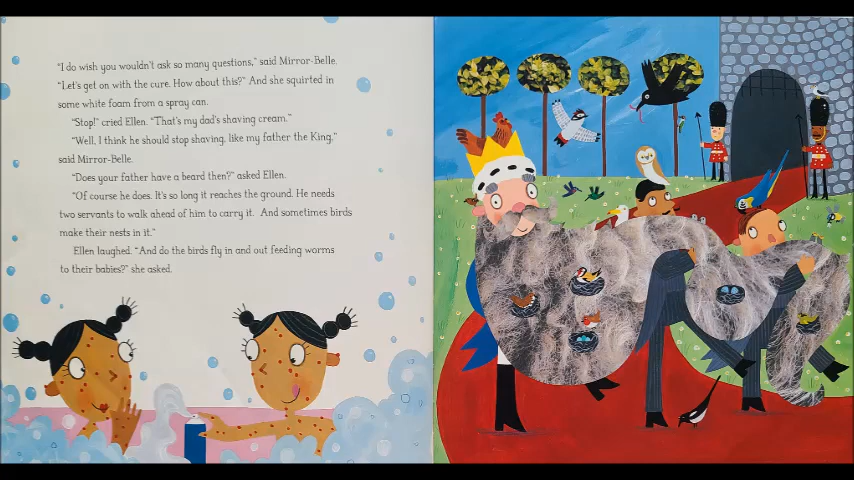 “I do wish you wouldn’t ask so many questions,” said Mirror-Belle.
“Let’s get on with the cure. How about this?” And she squirted in
some white foam from a spray can.
“Stop!” cried Ellen. “That’s my dad’s shaving cream.”
“Well, I think he should stop shaving, like my father the King,”
said Mirror-Belle.
“Does your father have a beard then?” asked Ellen.
“Of course he does. It’s so long it reaches the ground. He needs
two servants to walk ahead of him to carry it. And sometimes birds
make their nests in it.”
Ellen laughed. “And do the birds fly in and out feeding worms
to their babies?” she asked.